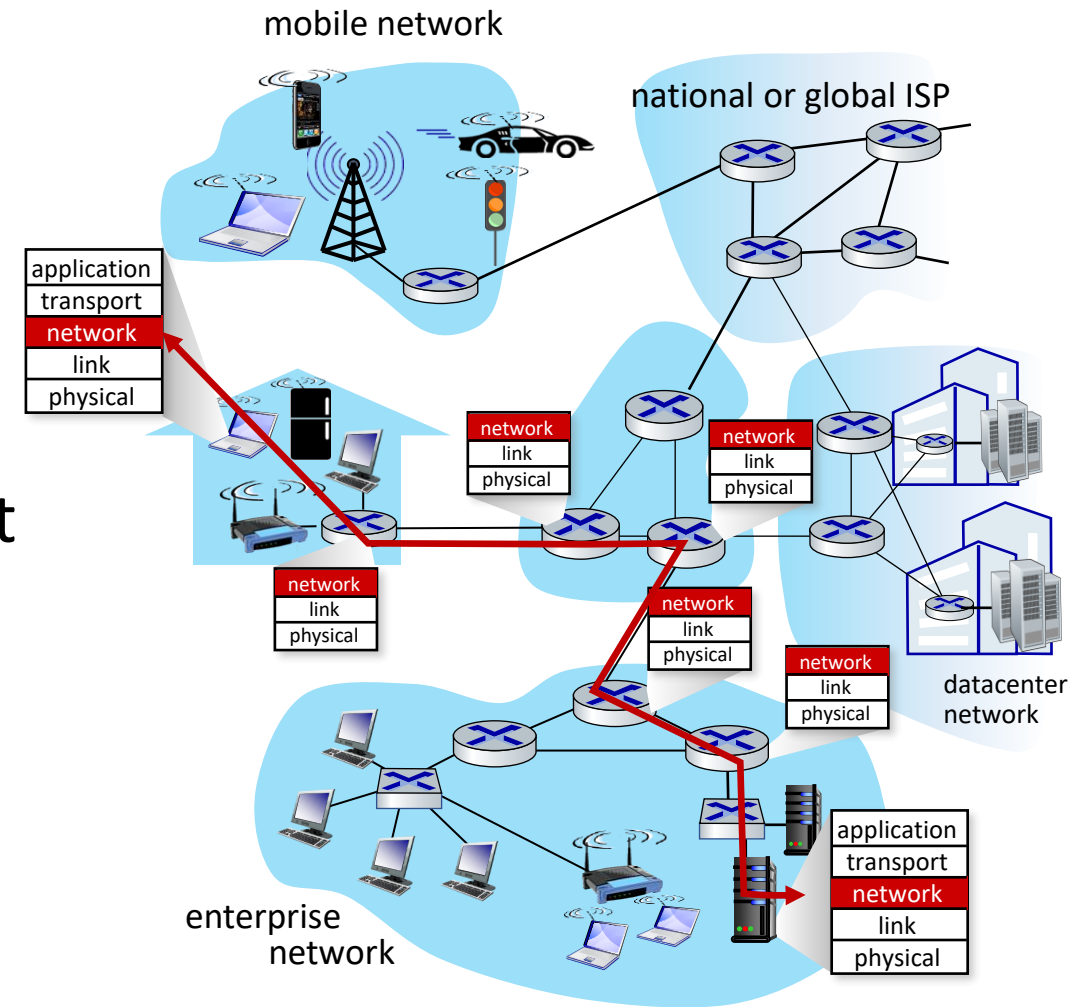 mobile network
national or global ISP
application
transport
network
link
physical
network
link
physical
network
link
physical
t
network
link
physical
network
link
physical
network
link
physical
datacenter
network
enterprise
network
application
transport
network
link
physical